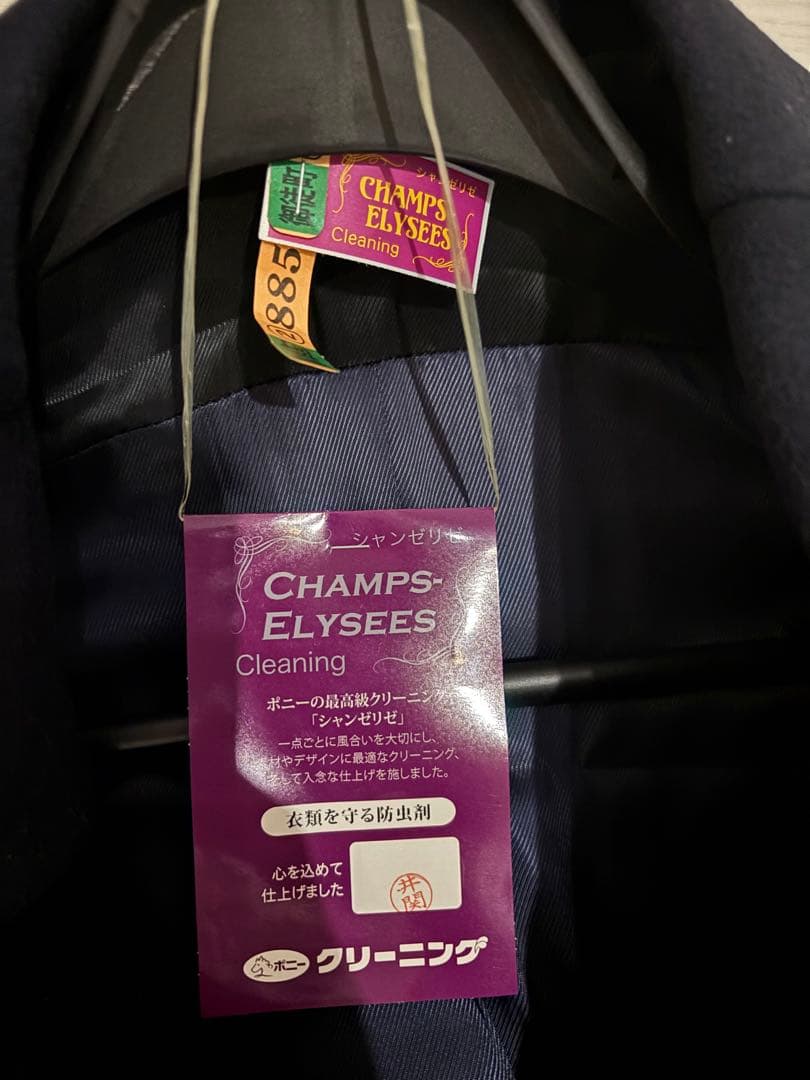 シャンゼリゼ
CHAMPS
ELYSEES
Cleaning
②885
シャンゼリゼ
CHAMPS-
ELYSEES
Cleaning
ポニーの最高級クリーニング
「シャンゼリゼ」
一点ごとに風合いを大切にし、
材やデザインに最適なクリーニング、
そして入念な仕上げを施しました。
衣類を守る防虫剤
心を込めて
仕上げました
井関
ポニー クリーニング